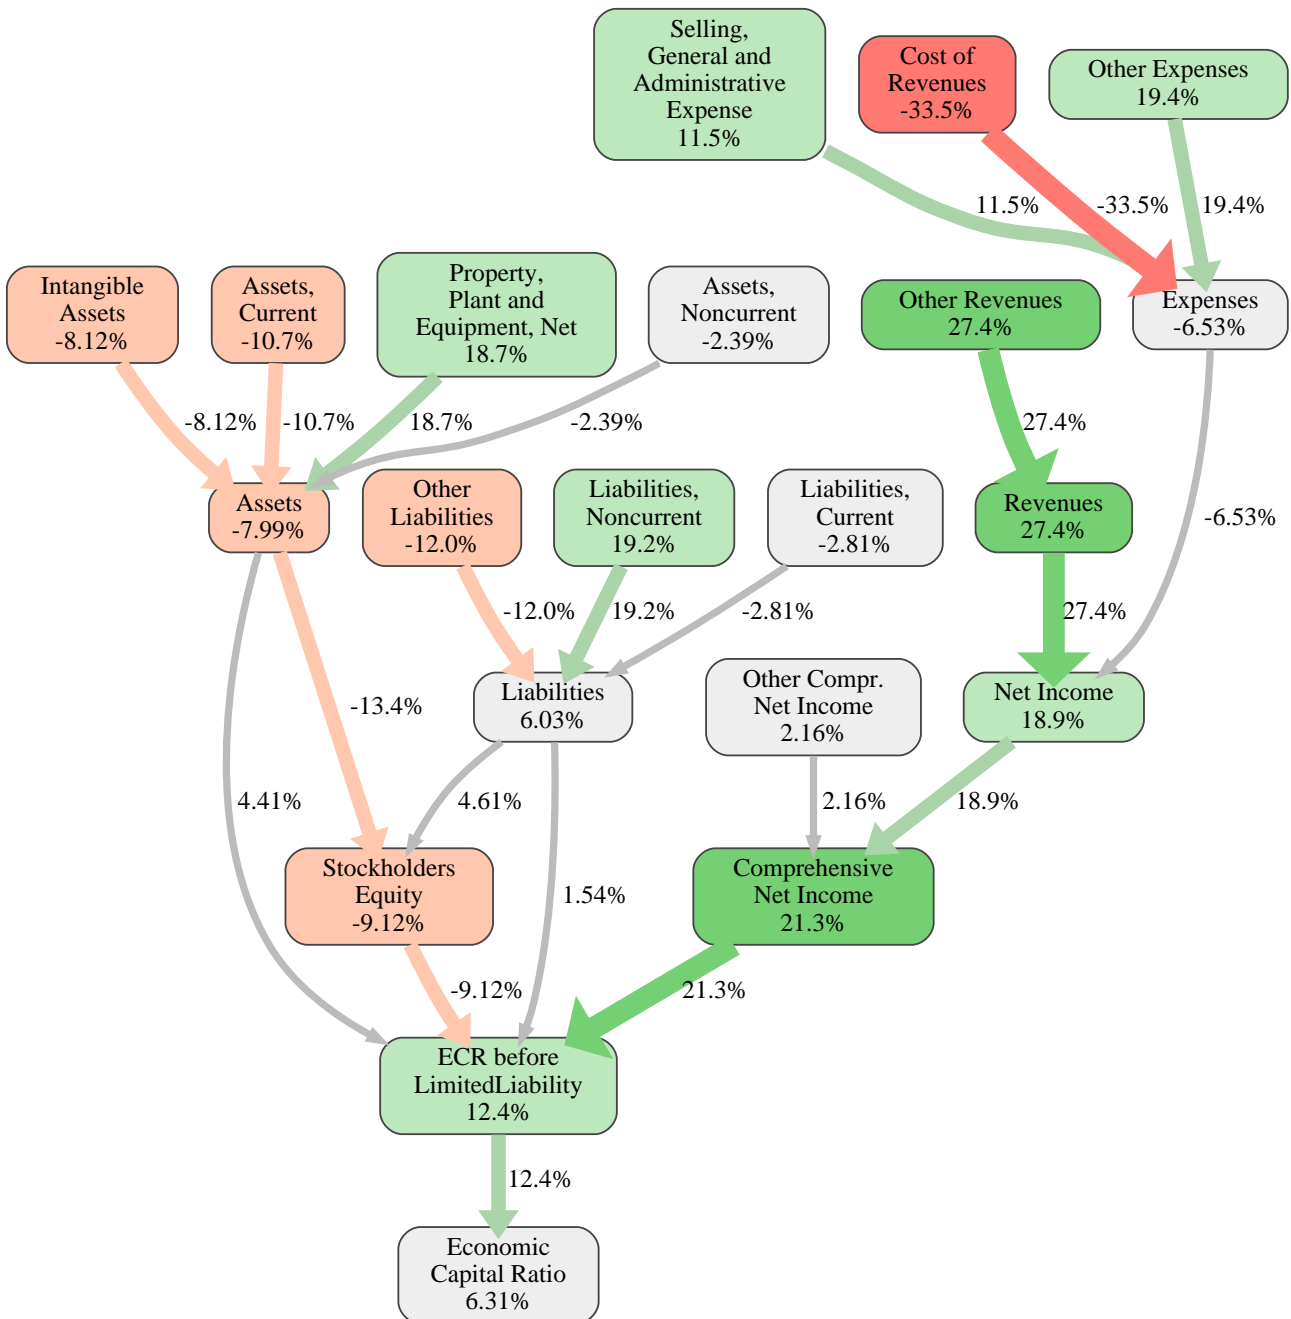 Selling,
General and
Administrative
Expense
11.5%
Cost of
Revenues
-33.5%
Other Expenses
19.4%
11.5%
-33.5%
19.4%
Intangible
Assets
-8.12%
Assets,
Current
-10.7%
Property,
Plant and
Equipment, Net
18.7%
Assets,
Noncurrent
-2.39%
Other Revenues
27.4%
Expenses
-6.53%
-8.12%
-10.7%
18.7%
-2.39%
27.4%
-6.53%
Assets
-7.99%
Other
Liabilities
-12.0%
Liabilities,
Noncurrent
19.2%
Liabilities,
Current
-2.81%
Revenues
27.4%
-12.0%
19.2%
-2.81%
27.4%
-13.4%
Liabilities
6.03%
Other Compr.
Net Income
2.16%
Net Income
18.9%
4.41%
4.61%
2.16%
18.9%
Stockholders
Equity
-9.12%
1.54%
Comprehensive
Net Income
21.3%
-9.12%
21.3%
ECR before
LimitedLiability
12.4%
12.4%
Economic
Capital Ratio
6.31%